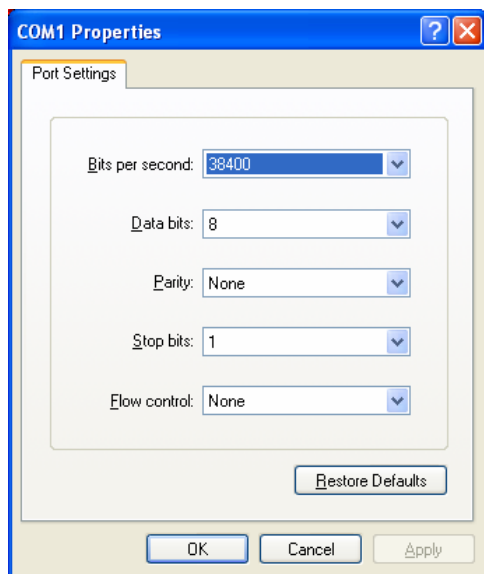 COM1 Properties
Port Settings
Bits per second: 38400
Data bits: 8
Parity: None
Stop bits: 1
Flow control: None
Restore Defaults
OK Cancel Apply